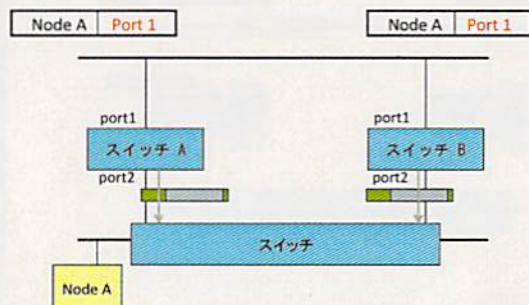 Node A Port 1
Node A Port 1
port1
port1
スイッチ A
スイッチ B
port2
port2
スイッチ
Node A